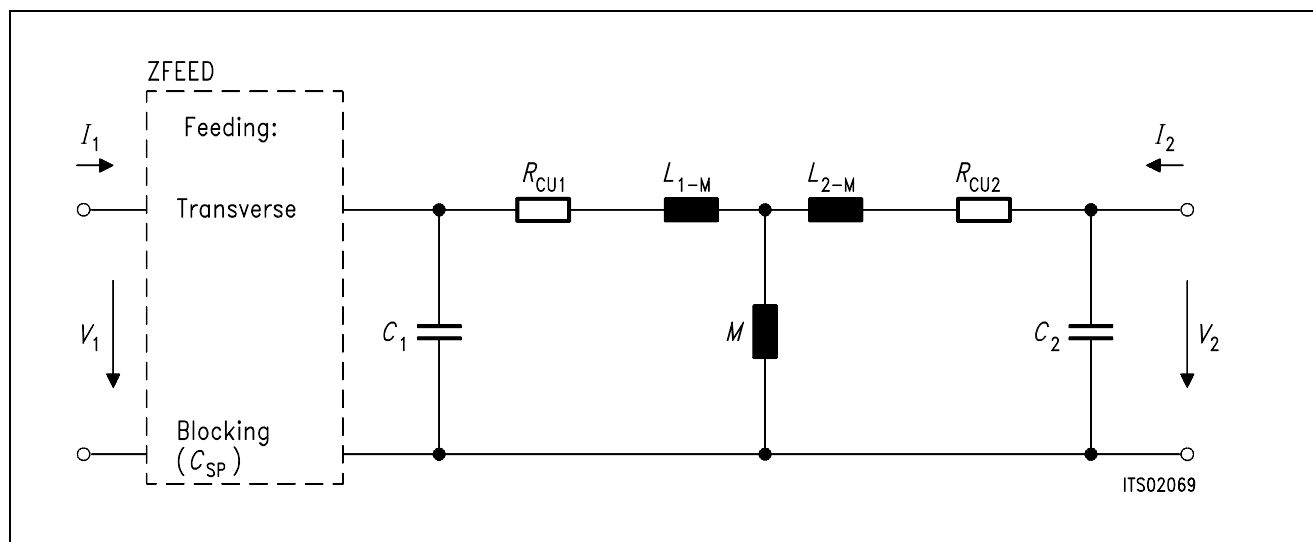 ZFEED
Feeding:
I1
I2
RCU1
L1–M
L2–M
RCU2
Transverse
V1
C1
M
C2
V2
Blocking
(CSP)
ITS02069